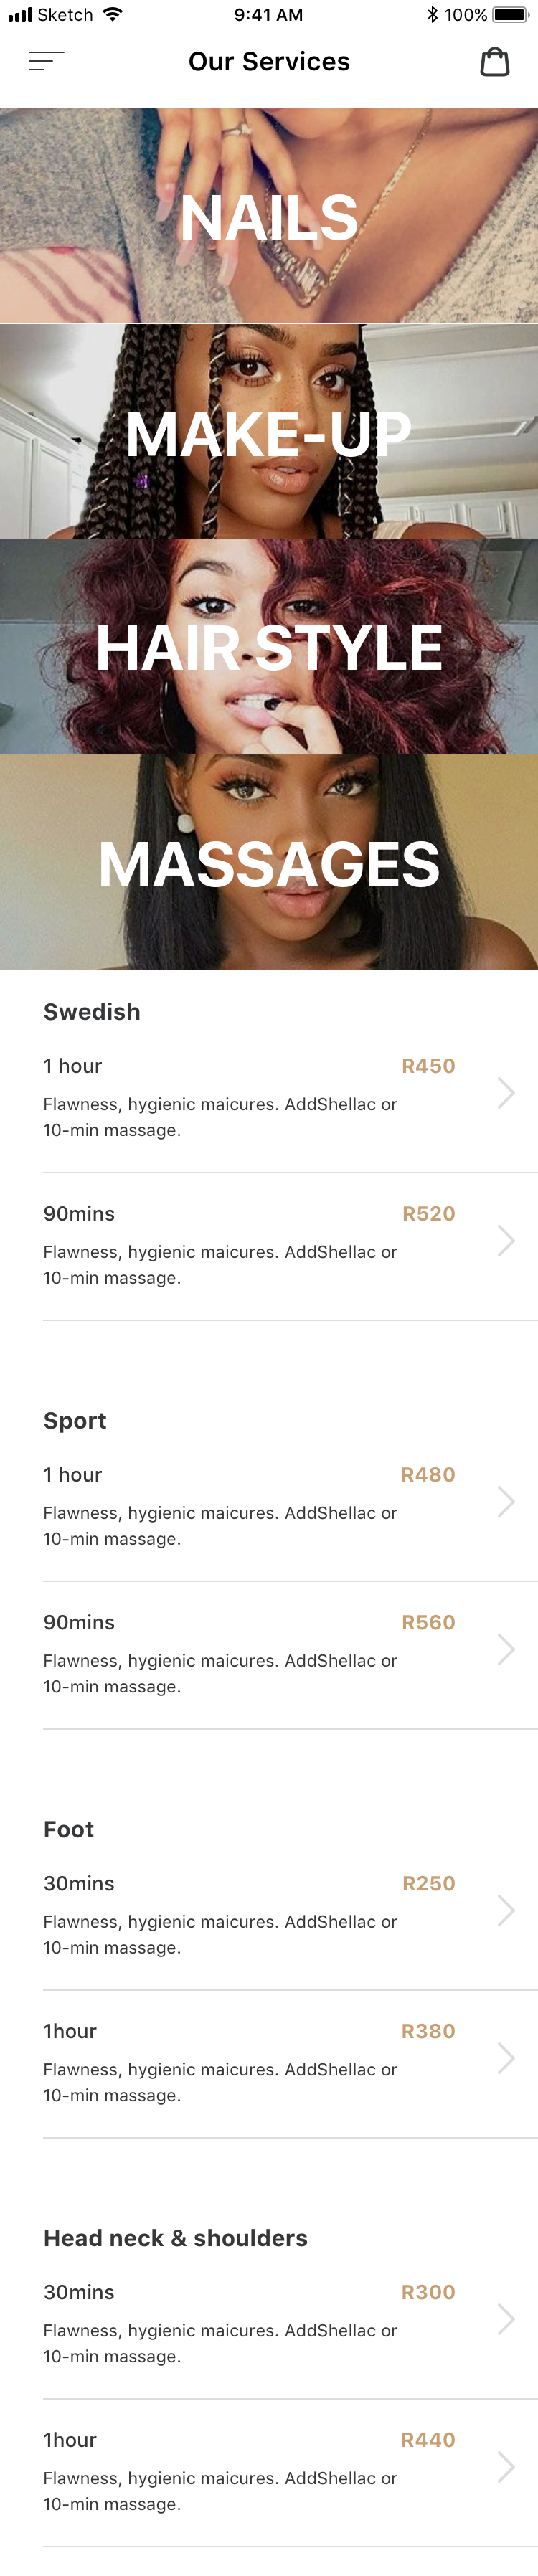 Sketch 9:41 AM 100%
Our Services
NAILS
MAKE-UP
HAIR STYLE
MASSAGES
Swedish
1 hour R450
Flawness, hygienic maicures. AddShellac or
10-min massage.
90mins R520
Flawness, hygienic maicures. AddShellac or
10-min massage.
Sport
1 hour R480
Flawness, hygienic maicures. AddShellac or
10-min massage.
90mins R560
Flawness, hygienic maicures. AddShellac or
10-min massage.
Foot
30mins R250
Flawness, hygienic maicures. AddShellac or
10-min massage.
1hour R380
Flawness, hygienic maicures. AddShellac or
10-min massage.
Head neck & shoulders
30mins R300
Flawness, hygienic maicures. AddShellac or
10-min massage.
1hour R440
Flawness, hygienic maicures. AddShellac or
10-min massage.